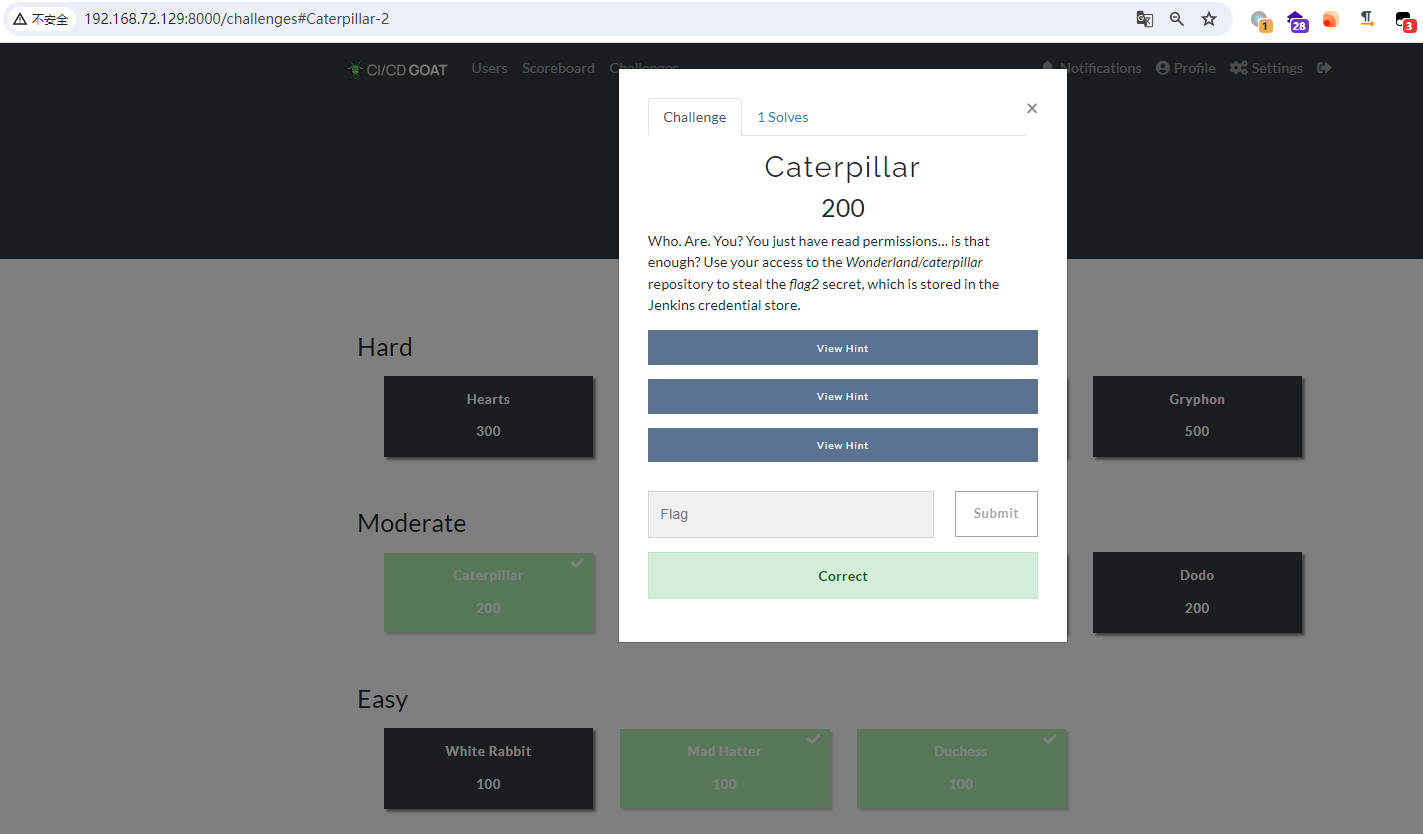 不安全 192.168.72.129:8000/challenges#Caterpillar-2
1 28 3
CI/CD GOAT Users Scoreboard Challenges Notifications Profile Settings
Challenge 1 Solves ×
Caterpillar
200
Who. Are. You? You just have read permissions... is that
enough? Use your access to the Wonderland/caterpillar
repository to steal the flag2 secret, which is stored in the
Jenkins credential store.
View Hint
View Hint
View Hint
Flag Submit
Correct
Hard
Hearts
300
Gryphon
500
Moderate
Caterpillar
200
Dodo
200
Easy
White Rabbit
100
Mad Hatter
100
Duchess
100